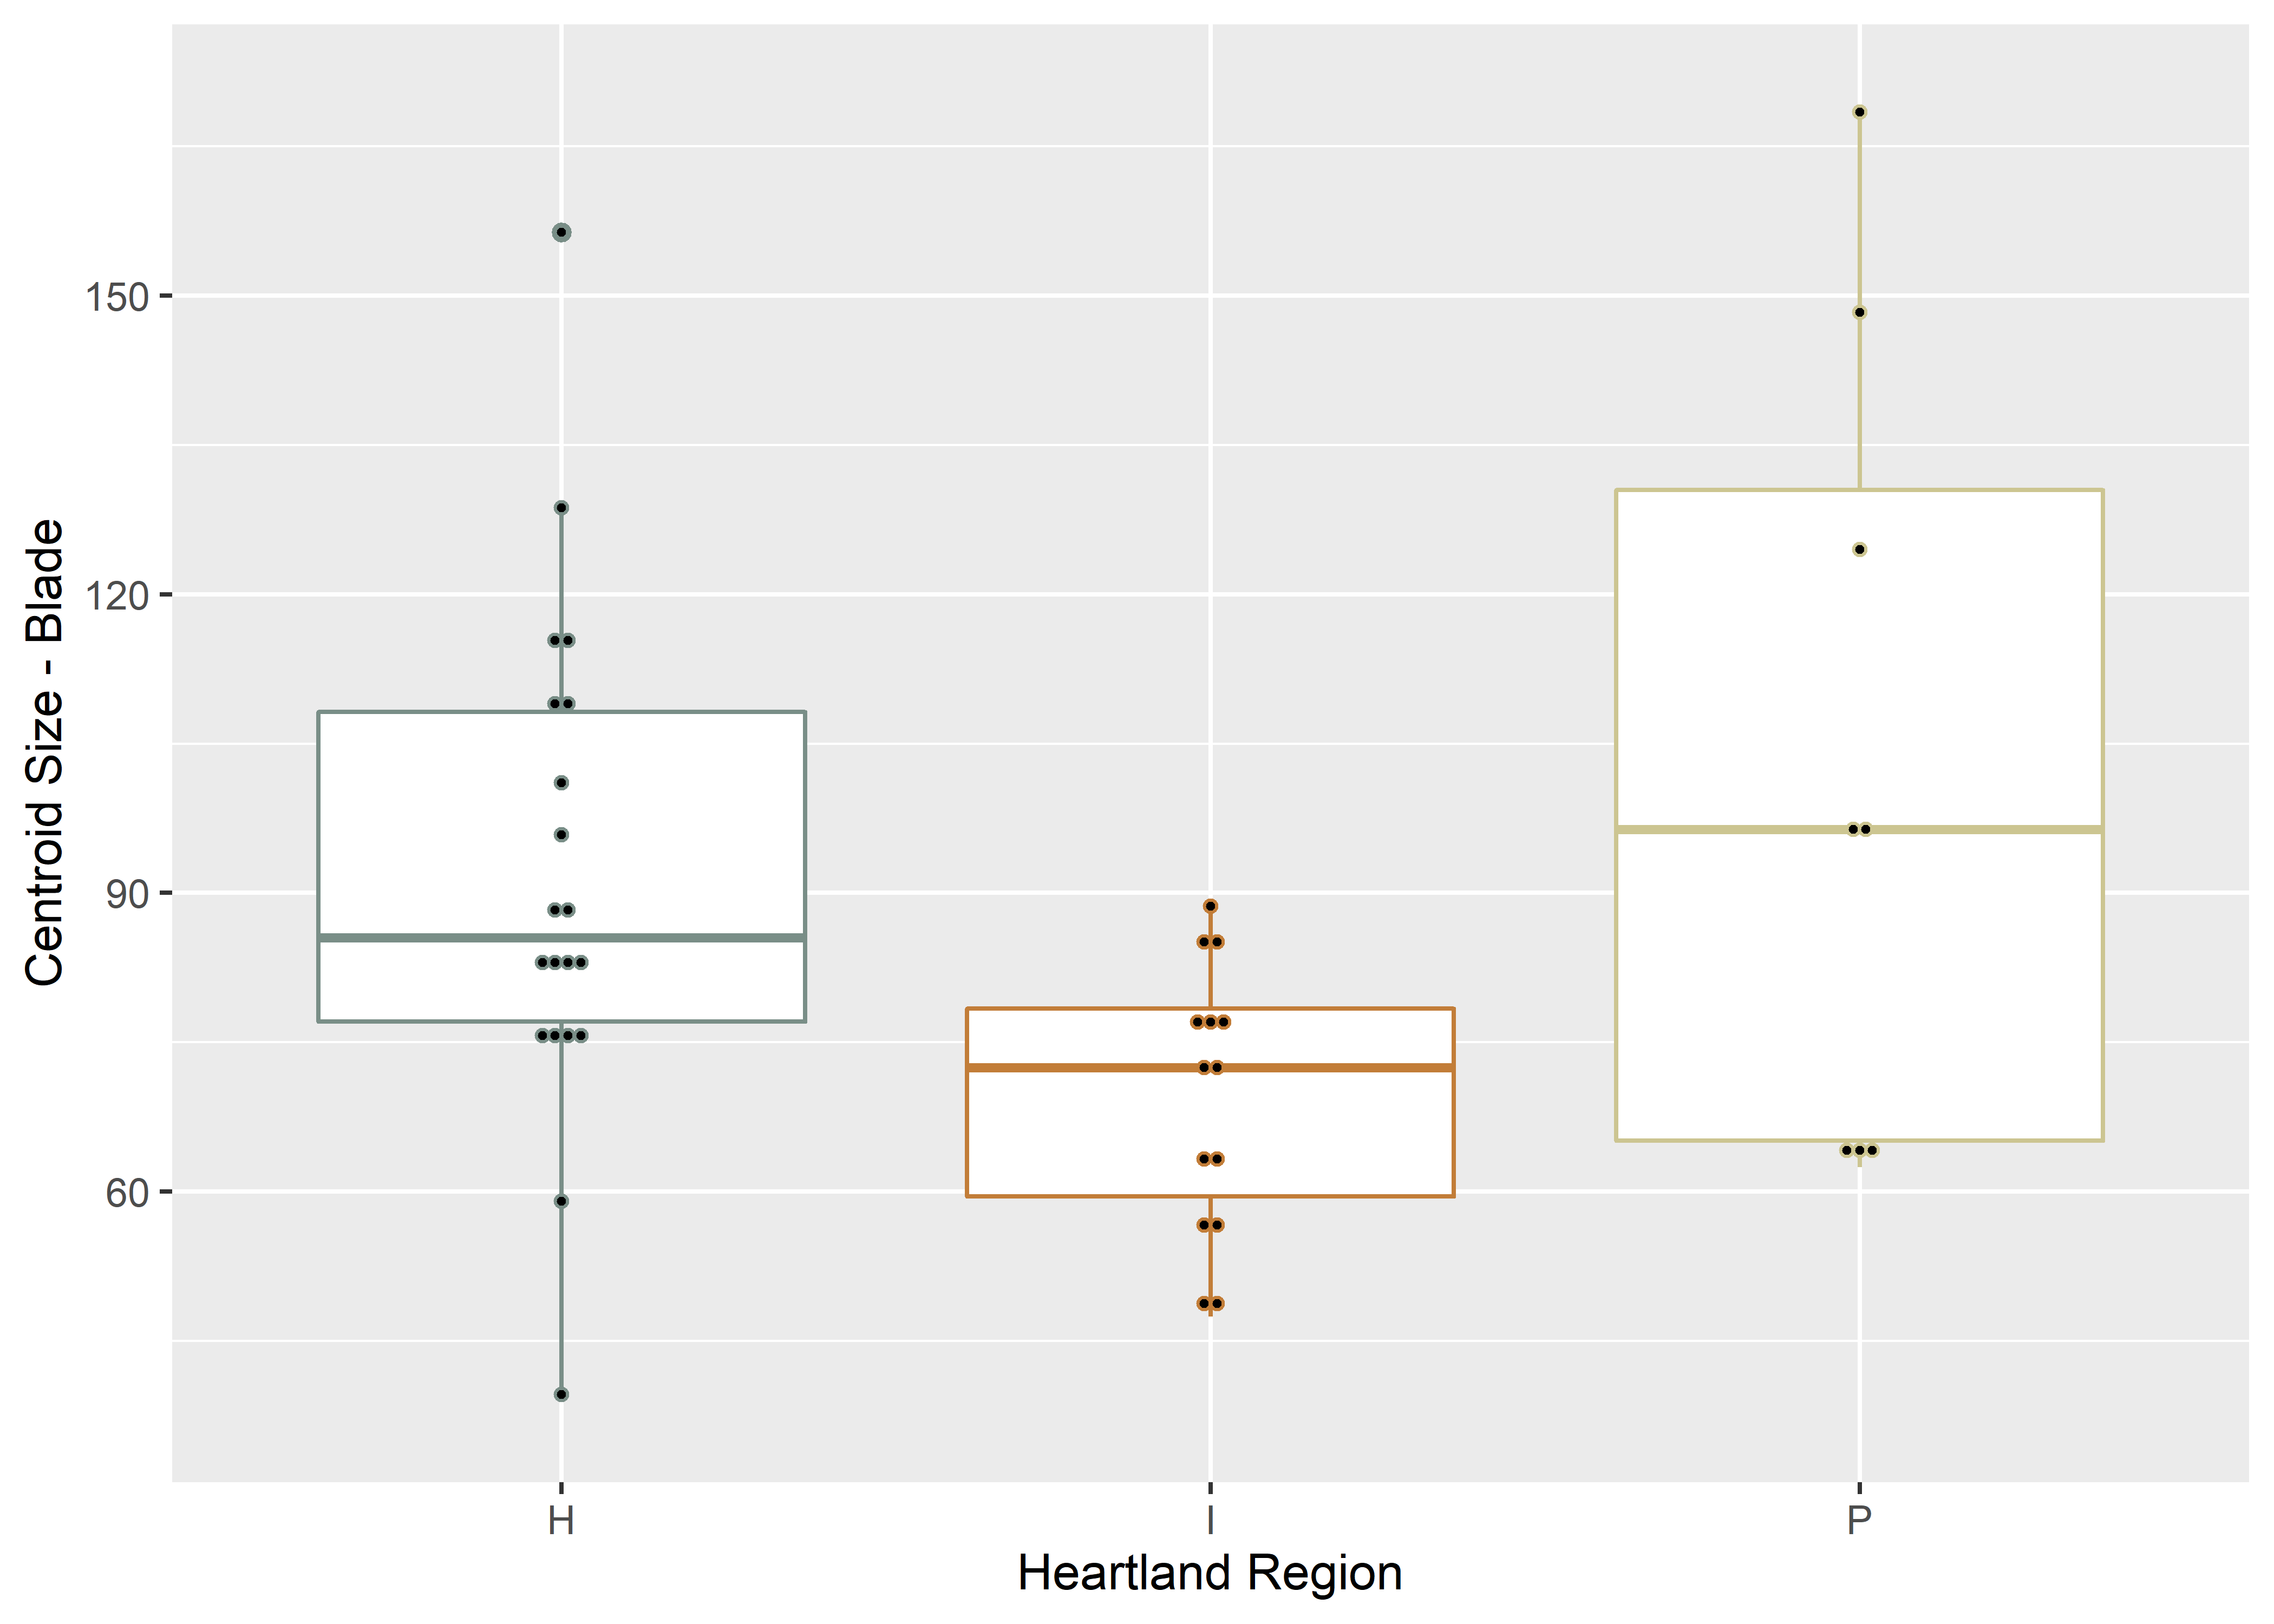 Centroid Size - Blade
150
120
90
60
H
I
P
Heartland Region